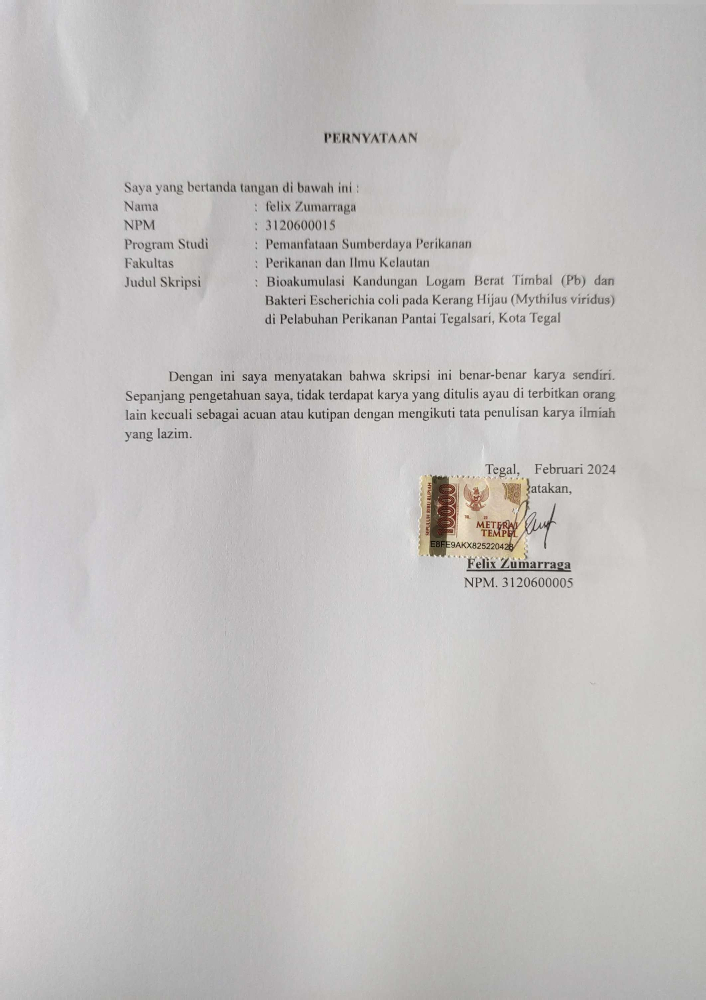 PERNYATAAN
Saya yang bertanda tangan di bawah ini :
Nama : felix Zumarraga
NPM : 3120600015
Program Studi : Pemanfataan Sumberdaya Perikanan
Fakultas : Perikanan dan Ilmu Kelautan
Judul Skripsi : Bioakumulasi Kandungan Logam Berat Timbal (Pb) dan
Bakteri Escherichia coli pada Kerang Hijau (Mythilus viridus)
di Pelabuhan Perikanan Pantai Tegalsari, Kota Tegal
Dengan ini saya menyatakan bahwa skripsi ini benar-benar karya sendiri.
Sepanjang pengetahuan saya, tidak terdapat karya yang ditulis ayau di terbitkan orang
lain kecuali sebagai acuan atau kutipan dengan mengikuti tata penulisan karya ilmiah
yang lazim.
Tegal, Februari 2024
atakan,
SEPULUH RIBU RUPIAH
10000
TGL. 20
METERAI
TEMPEL
E8FE9AKX825220428
Felix Zumarraga
NPM. 3120600005